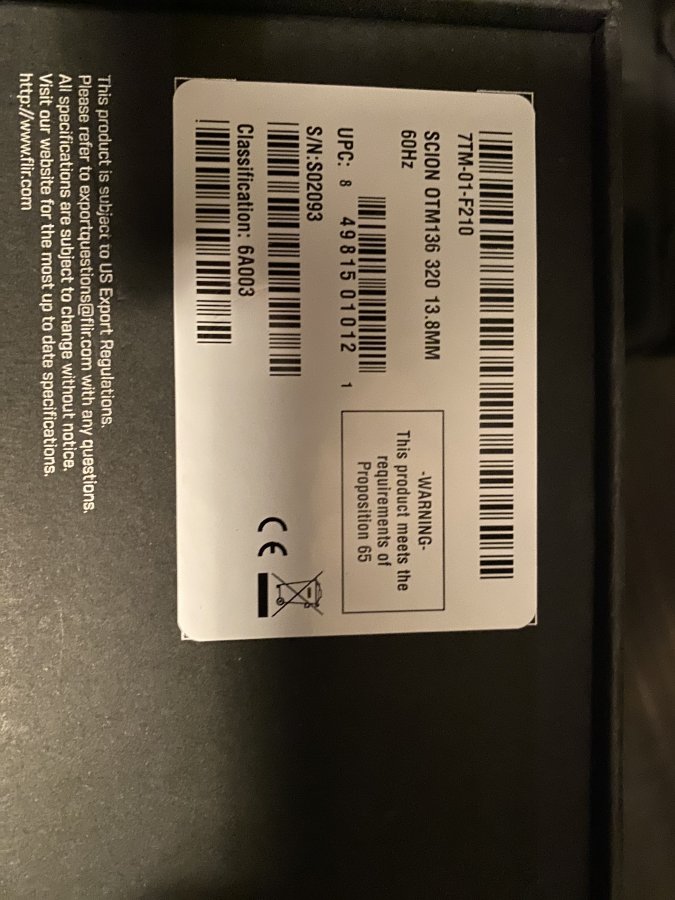 7TM-01-F210
SCION OTM136 320 13.8MM
60Hz
UPC: 8 49815 01012 1
S/N:S02093
Classification: 6A003
-WARNING-
This product meets the
requirements of
Proposition 65
CE
This product is subject to US Export Regulations.
Please refer to exportquestions@flir.com with any questions.
All specifications are subject to change without notice.
Visit our website for the most up to date specifications.
http://www.flir.com